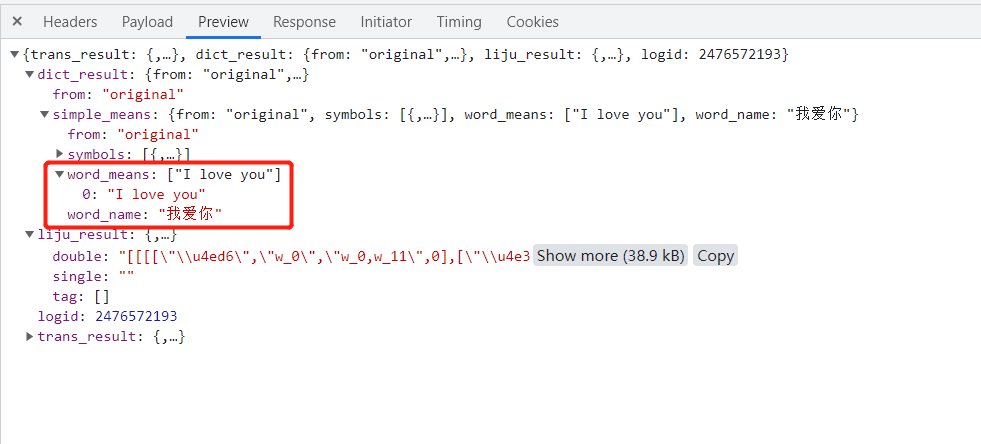 × Headers Payload Preview Response Initiator Timing Cookies
▼{trans_result: {,…}, dict_result: {from: "original",…}, liju_result: {,…}, logid: 2476572193}
▼dict_result: {from: "original",…}
from: "original"
▼simple_means: {from: "original", symbols: [{,…}], word_means: ["I love you"], word_name: "我爱你"}
from: "original"
▶symbols: [{,…}]
▼word_means: ["I love you"]
0: "I love you"
word_name: "我爱你"
▼liju_result: {,…}
double: "[[[[\"\\u4ed6\",\"w_0\",\"w_0,w_11\",0],[\"\\u4e3 Show more (38.9 kB) Copy
single: ""
tag: []
logid: 2476572193
▶trans_result: {,…}